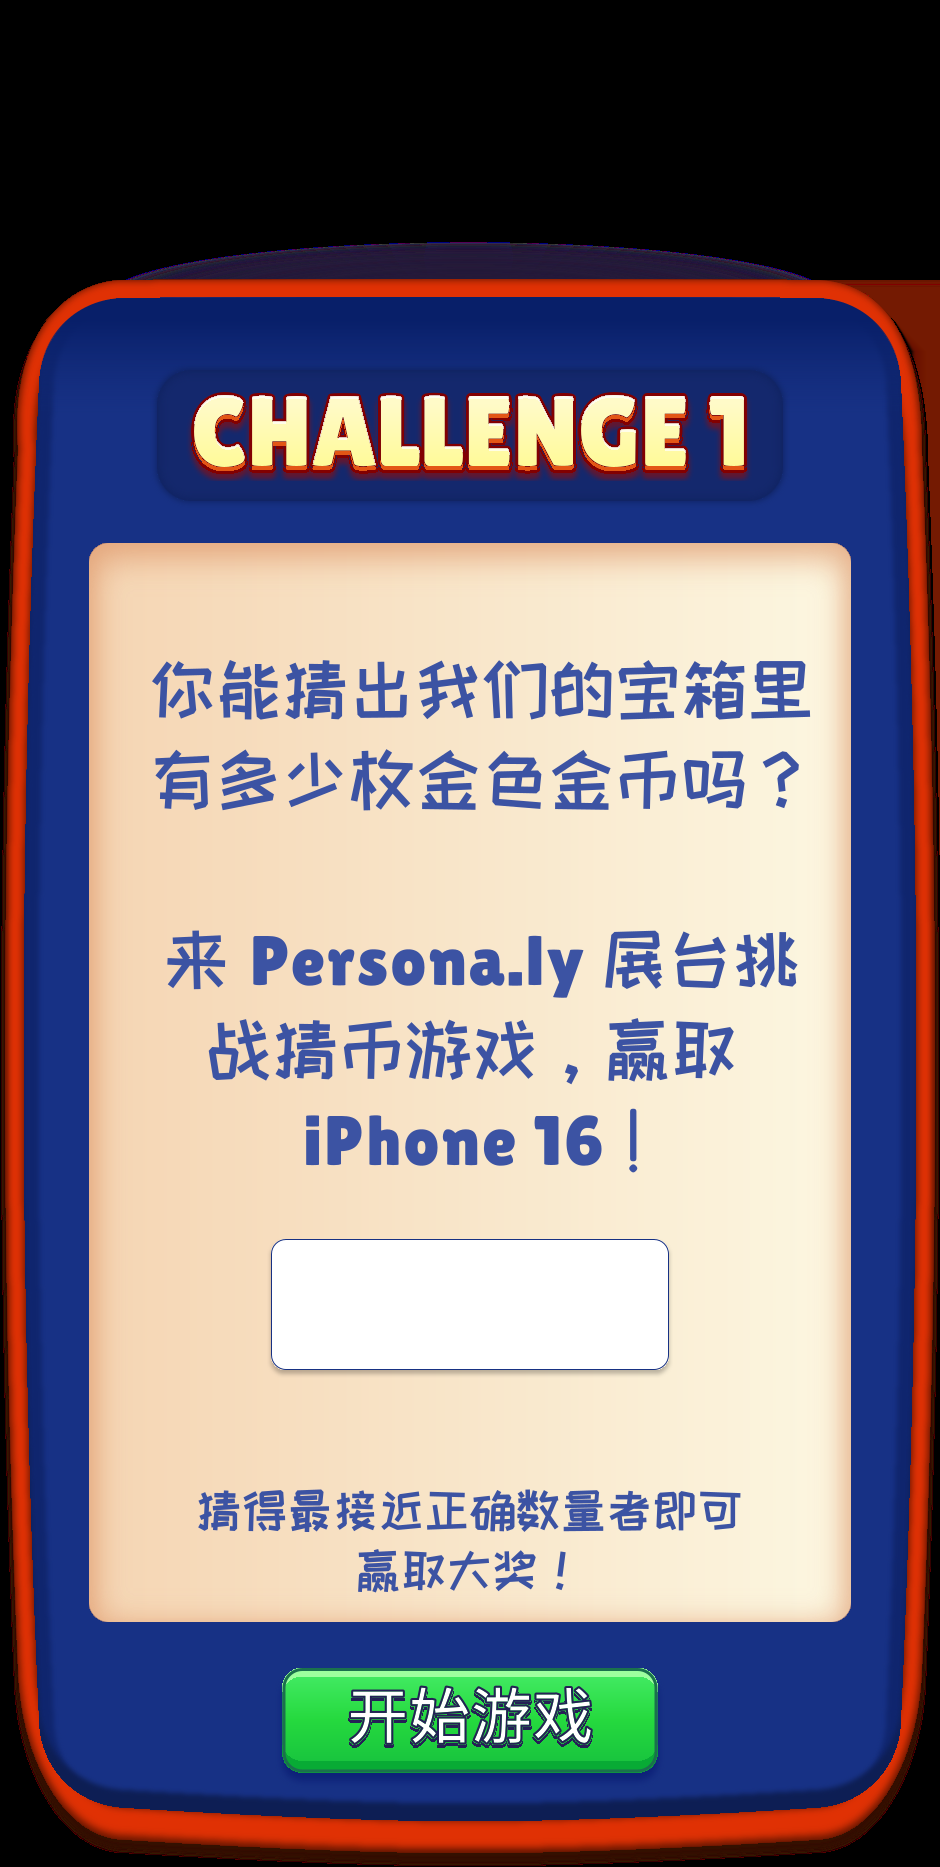 CHALLENGE 1
你能猜出我们的宝箱里
有多少枚金色金币吗？
来 Persona.ly 展台挑
战猜币游戏，赢取
iPhone 16！
猜得最接近正确数量者即可
赢取大奖！
开始游戏